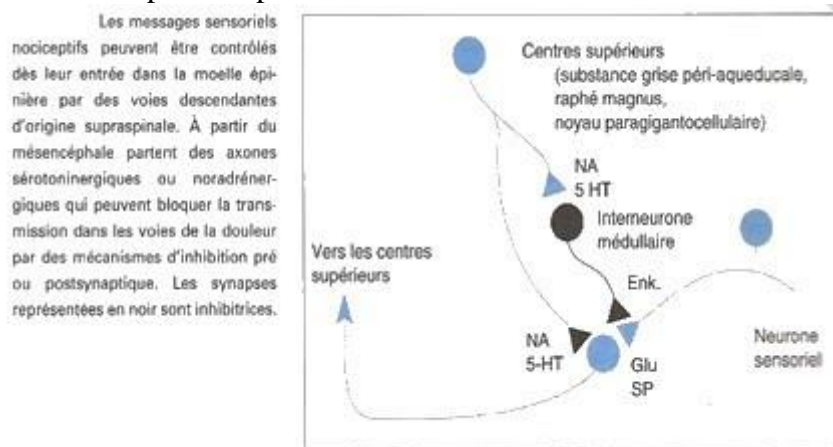 Les messages sensoriels
nociceptifs peuvent être contrôlés
dès leur entrée dans la moelle épi-
nière par des voies descendantes
d'origine supraspinale. À partir du
mésencéphale partent des axones
sérotoninergiques ou noradréner-
giques qui peuvent bloquer la trans-
mission dans les voies de la douleur
par des mécanismes d'inhibition pré
ou postsynaptique. Les synapses
représentées en noir sont inhibitrices.
Centres supérieurs
(substance grise péri-aqueducale,
raphé magnus,
noyau paragigantocellulaire)
NA
5 HT
Interneurone
médullaire
Vers les centres
supérieurs
Enk.
NA
5-HT
Glu
SP
Neurone
sensoriel